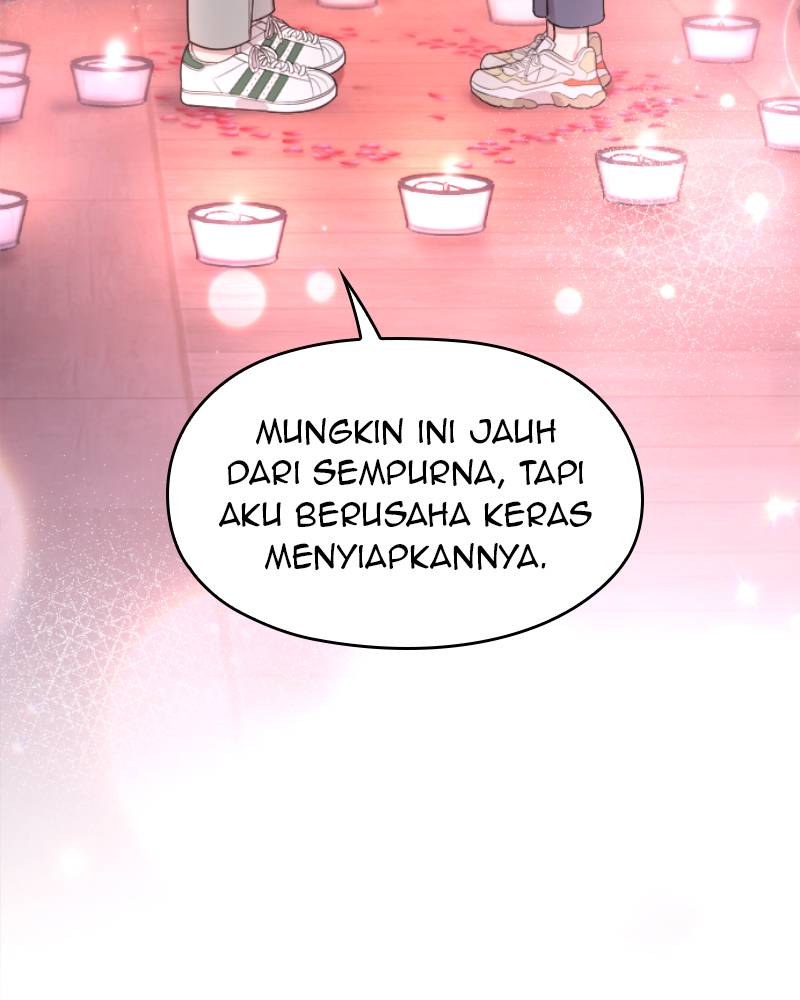 MUNGKIN INI JAUH
DARI SEMPURNA, TAPI
AKU BERUSAHA KERAS
MENYIAPKANNYA.